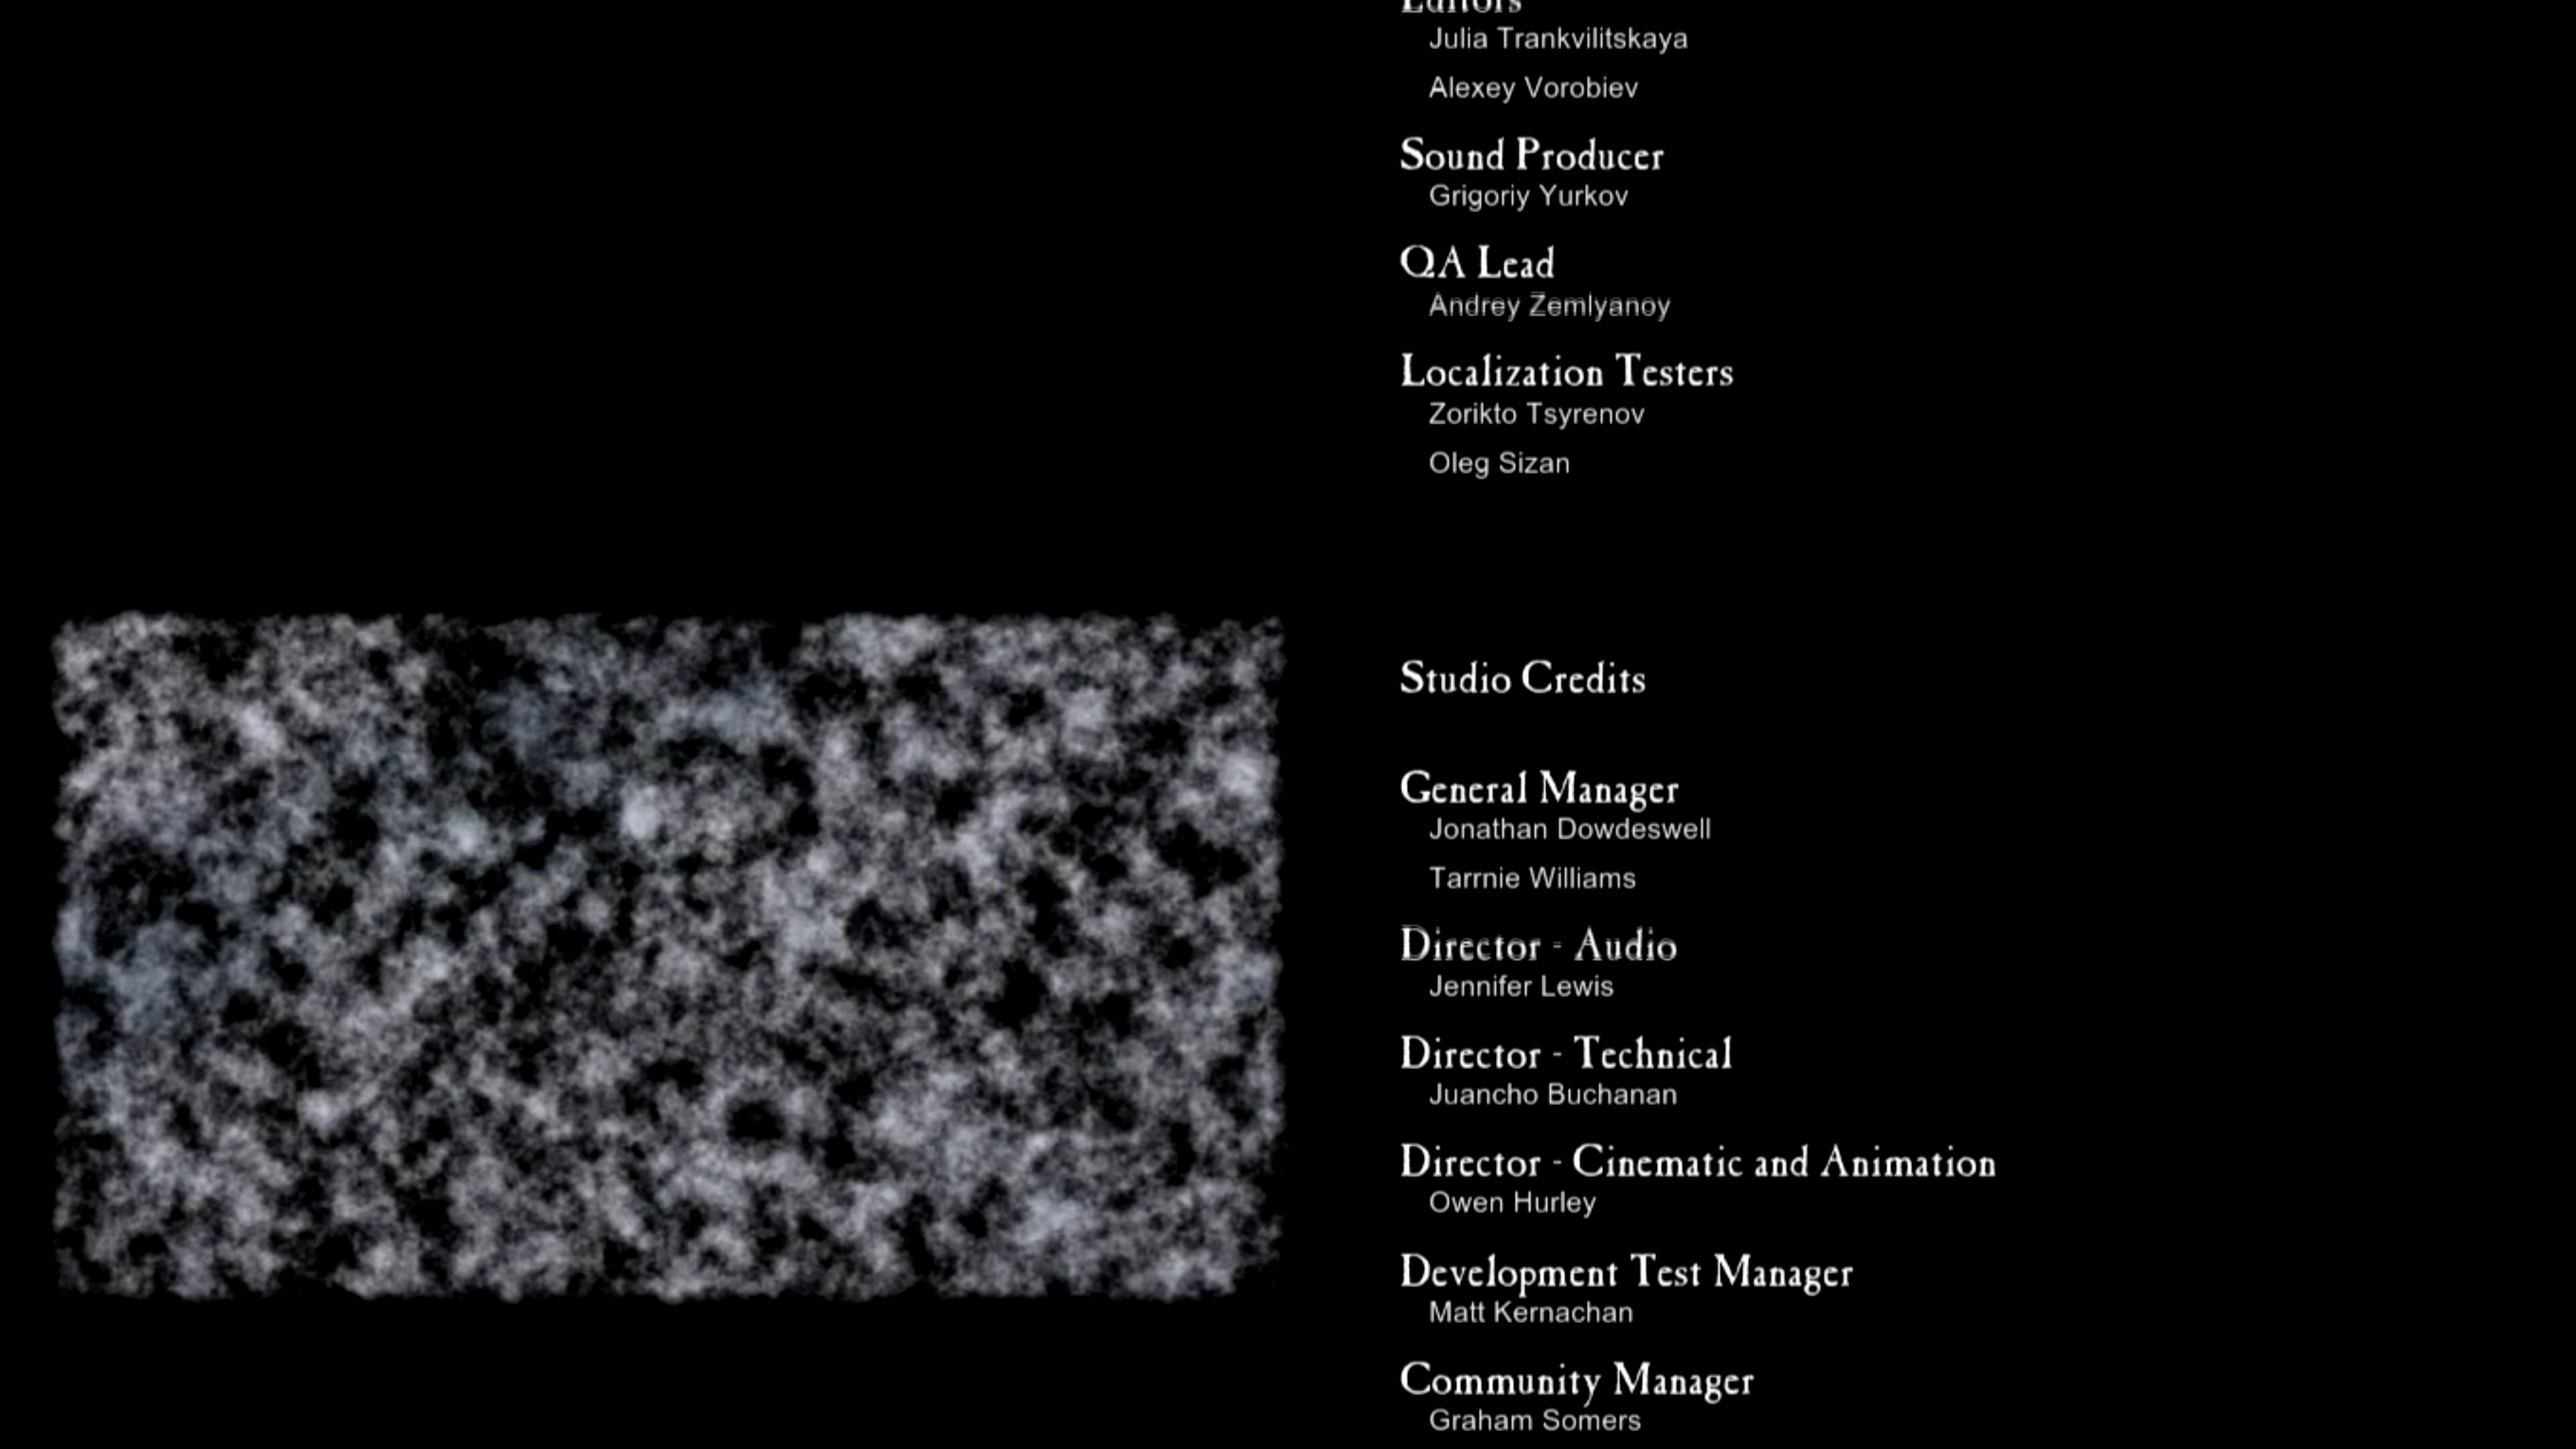 Editors
Julia Trankvilitskaya
Alexey Vorobiev
Sound Producer
Grigoriy Yurkov
QA Lead
Andrey Zemlyanoy
Localization Testers
Zorikto Tsyrenov
Oleg Sizan
Studio Credits
General Manager
Jonathan Dowdeswell
Tarrnie Williams
Director - Audio
Jennifer Lewis
Director - Technical
Juancho Buchanan
Director - Cinematic and Animation
Owen Hurley
Development Test Manager
Matt Kernachan
Community Manager
Graham Somers